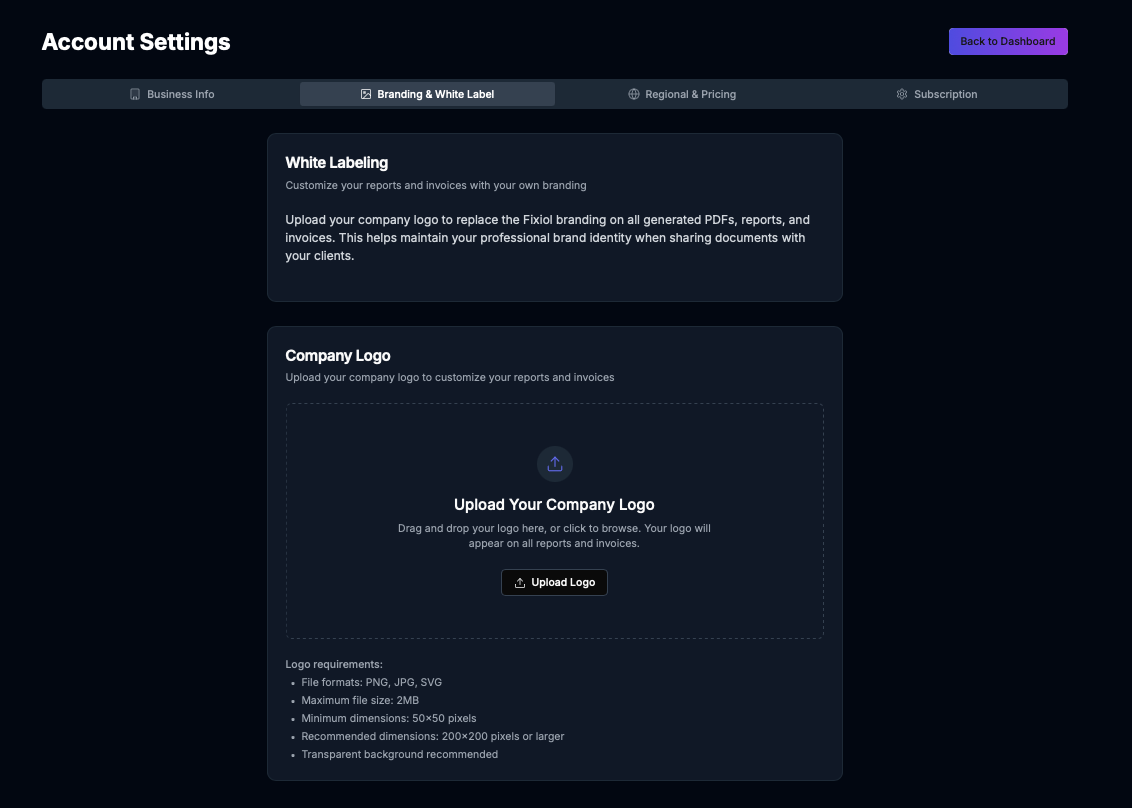 Account Settings
Back to Dashboard
Business Info
Branding & White Label
Regional & Pricing
Subscription
White Labeling
Customize your reports and invoices with your own branding
Upload your company logo to replace the Fixiol branding on all generated PDFs, reports, and
invoices. This helps maintain your professional brand identity when sharing documents with
your clients.
Company Logo
Upload your company logo to customize your reports and invoices
Upload Your Company Logo
Drag and drop your logo here, or click to browse. Your logo will
appear on all reports and invoices.
Upload Logo
Logo requirements:
• File formats: PNG, JPG, SVG
• Maximum file size: 2MB
• Minimum dimensions: 50×50 pixels
• Recommended dimensions: 200×200 pixels or larger
• Transparent background recommended